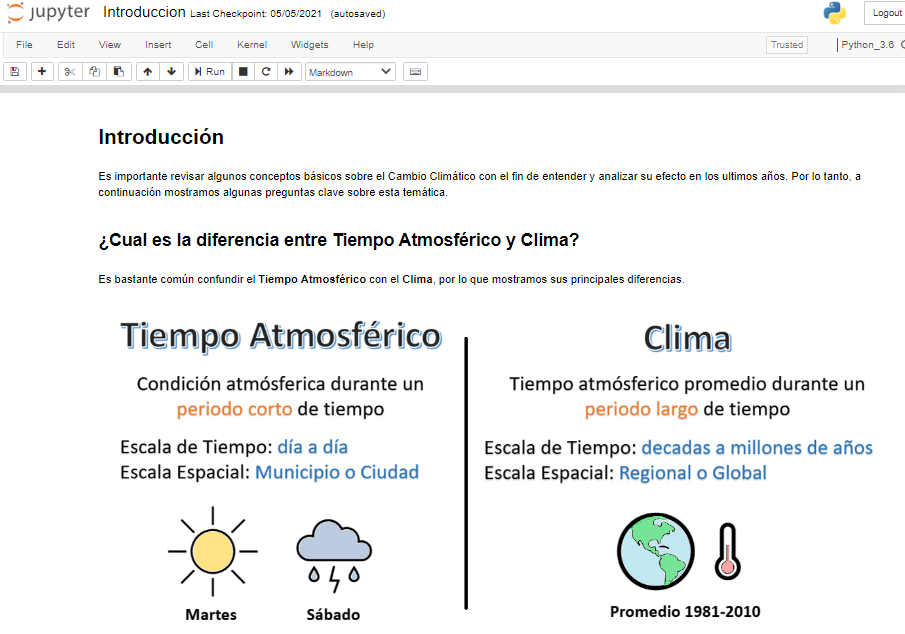 jupyter Introduccion Last Checkpoint: 05/05/2021 (autosaved)
Logout
File Edit View Insert Cell Kernel Widgets Help
Trusted
Python_3.6
Run
Markdown
Introducción
Es importante revisar algunos conceptos básicos sobre el Cambio Climático con el fin de entender y analizar su efecto en los ultimos años. Por lo tanto, a
continuación mostramos algunas preguntas clave sobre esta temática.
¿Cual es la diferencia entre Tiempo Atmosférico y Clima?
Es bastante común confundir el Tiempo Atmosférico con el Clima, por lo que mostramos sus principales diferencias.
Tiempo Atmosférico
Condición atmósferica durante un
periodo corto de tiempo
Escala de Tiempo: día a día
Escala Espacial: Municipio o Ciudad
Martes
Sábado
Clima
Tiempo atmósferico promedio durante un
periodo largo de tiempo
Escala de Tiempo: decadas a millones de años
Escala Espacial: Regional o Global
Promedio 1981-2010